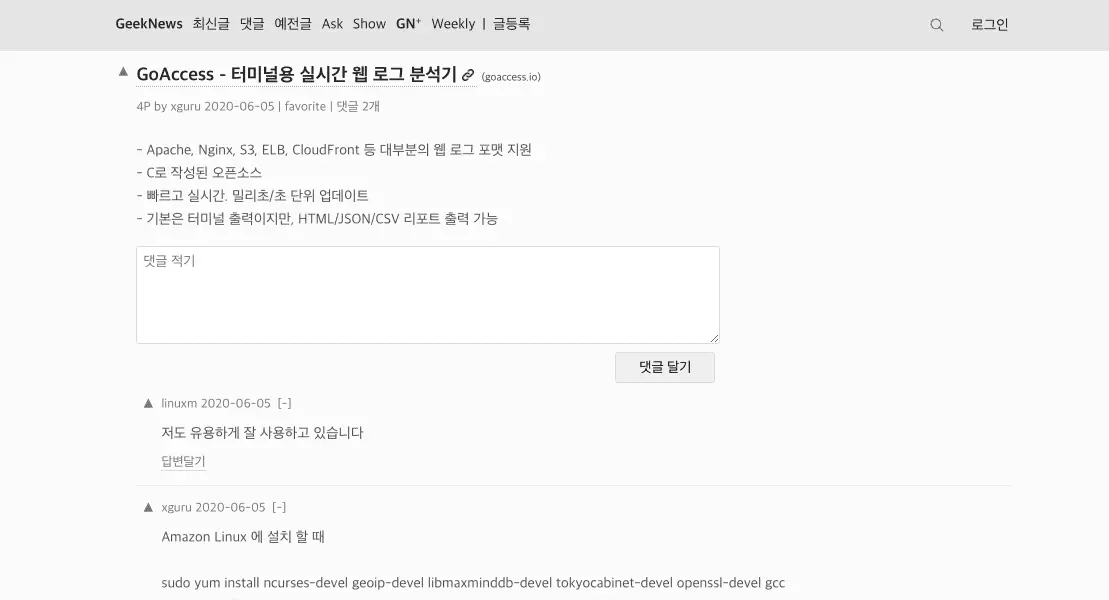 GeekNews 최신글 댓글 예전글 Ask Show GN+ Weekly | 글등록 로그인
▲ GoAccess - 터미널용 실시간 웹 로그 분석기 (goaccess.io)
4P by xguru 2020-06-05 | favorite | 댓글 2개
- Apache, Nginx, S3, ELB, CloudFront 등 대부분의 웹 로그 포맷 지원
- C로 작성된 오픈소스
- 빠르고 실시간. 밀리초/초 단위 업데이트
- 기본은 터미널 출력이지만, HTML/JSON/CSV 리포트 출력 가능
댓글 적기
댓글 달기
▲ linuxm 2020-06-05 [-]
저도 유용하게 잘 사용하고 있습니다
답변달기
▲ xguru 2020-06-05 [-]
Amazon Linux 에 설치 할 때
sudo yum install ncurses-devel geoip-devel libmaxminddb-devel tokyocabinet-devel openssl-devel gcc